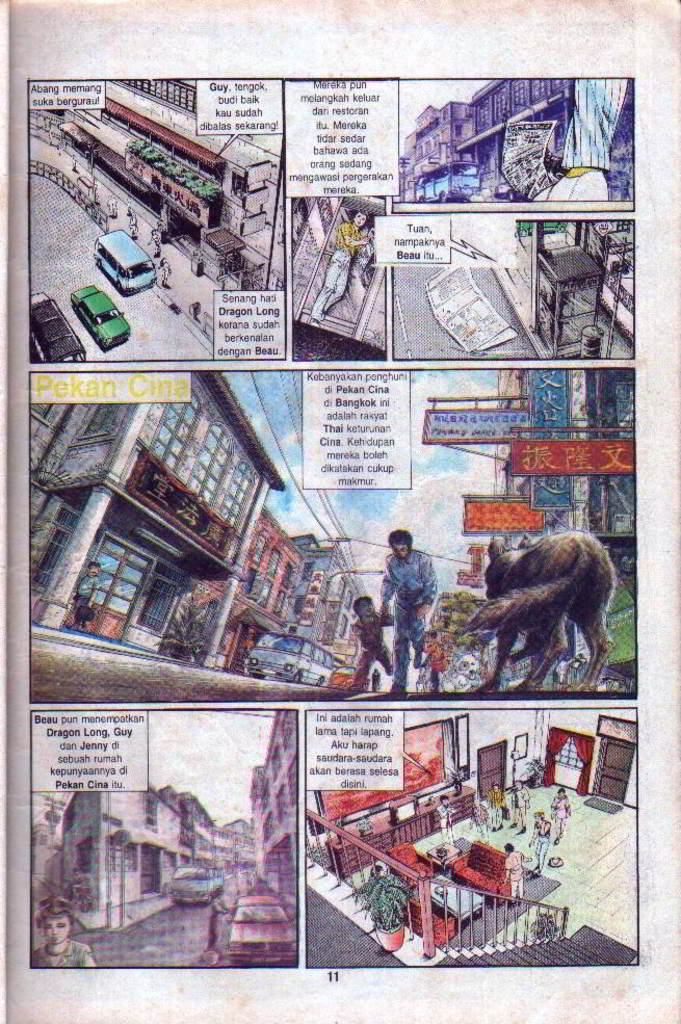 Abang memang
suka bergurau!
Guy, tengok,
budi baik
kau sudah
dibalas sekarang!
Senang hati
Dragon Long
kerana sudah
berkenalan
dengan Beau.
Mereka pun
melangkah keluar
dari restoran
itu. Mereka
tidak sedar
bahawa ada
orang sedang
mengawasi pergerakan
mereka.
Tuan,
nampaknya
Beau itu...
Pekan Cina
Kebanyakan penghuni
di Pekan Cina
di Bangkok ini
adalah rakyat
Thai keturunan
Cina. Kehidupan
mereka boleh
dikatakan cukup
makmur.
振隆文
Beau pun menempatkan
Dragon Long, Guy
dan Jenny di
sebuah rumah
kepunyaannya di
Pekan Cina itu.
Ini adalah rumah
lama tapi lapang.
Aku harap
saudara-saudara
akan berasa selesa
disini.
11